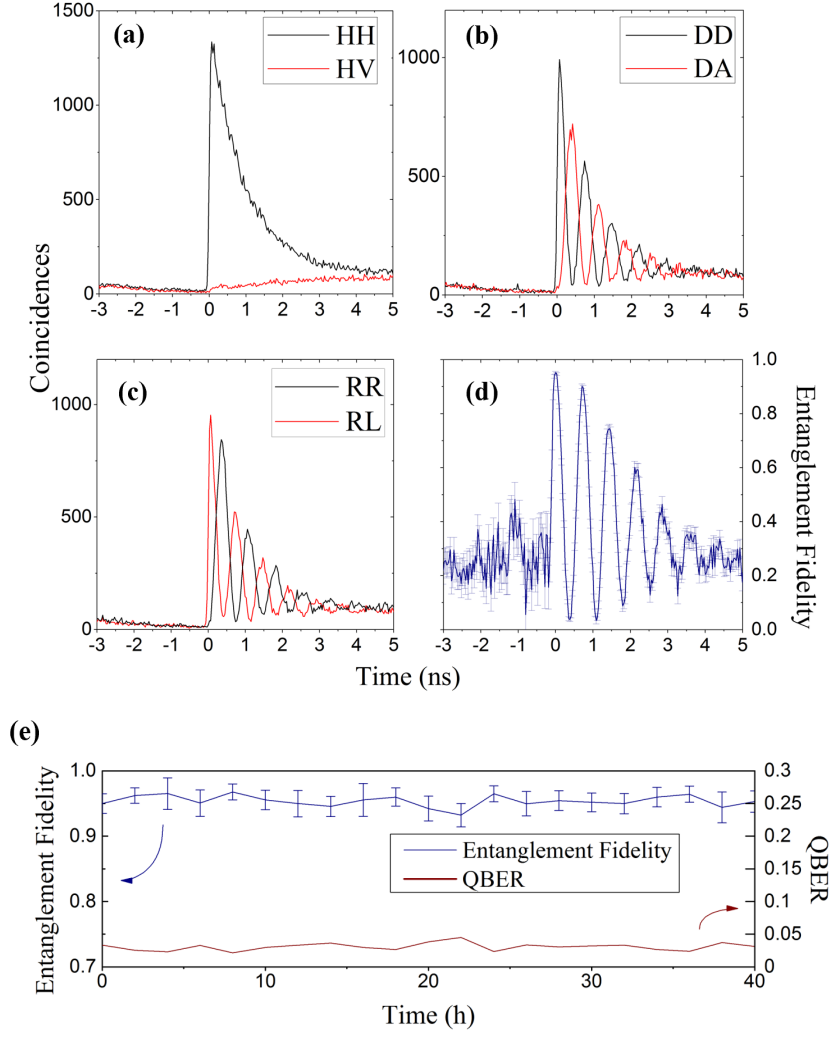 (a)
HH
HV
1500
1000
500
0
-3 -2 -1 0 1 2 3 4 5
(b)
DD
DA
1000
500
0
-3 -2 -1 0 1 2 3 4 5
Coincidences
(c)
RR
RL
1000
500
0
-3 -2 -1 0 1 2 3 4 5
(d)
1.0
0.8
0.6
0.4
0.2
0.0
-3 -2 -1 0 1 2 3 4 5
Entanglement Fidelity
Time (ns)
(e)
Entanglement Fidelity
1.0
0.9
0.8
0.7
Entanglement Fidelity
QBER
0.3
0.25
0.2
0.15
0.1
0.05
0
QBER
0 10 20 30 40
Time (h)